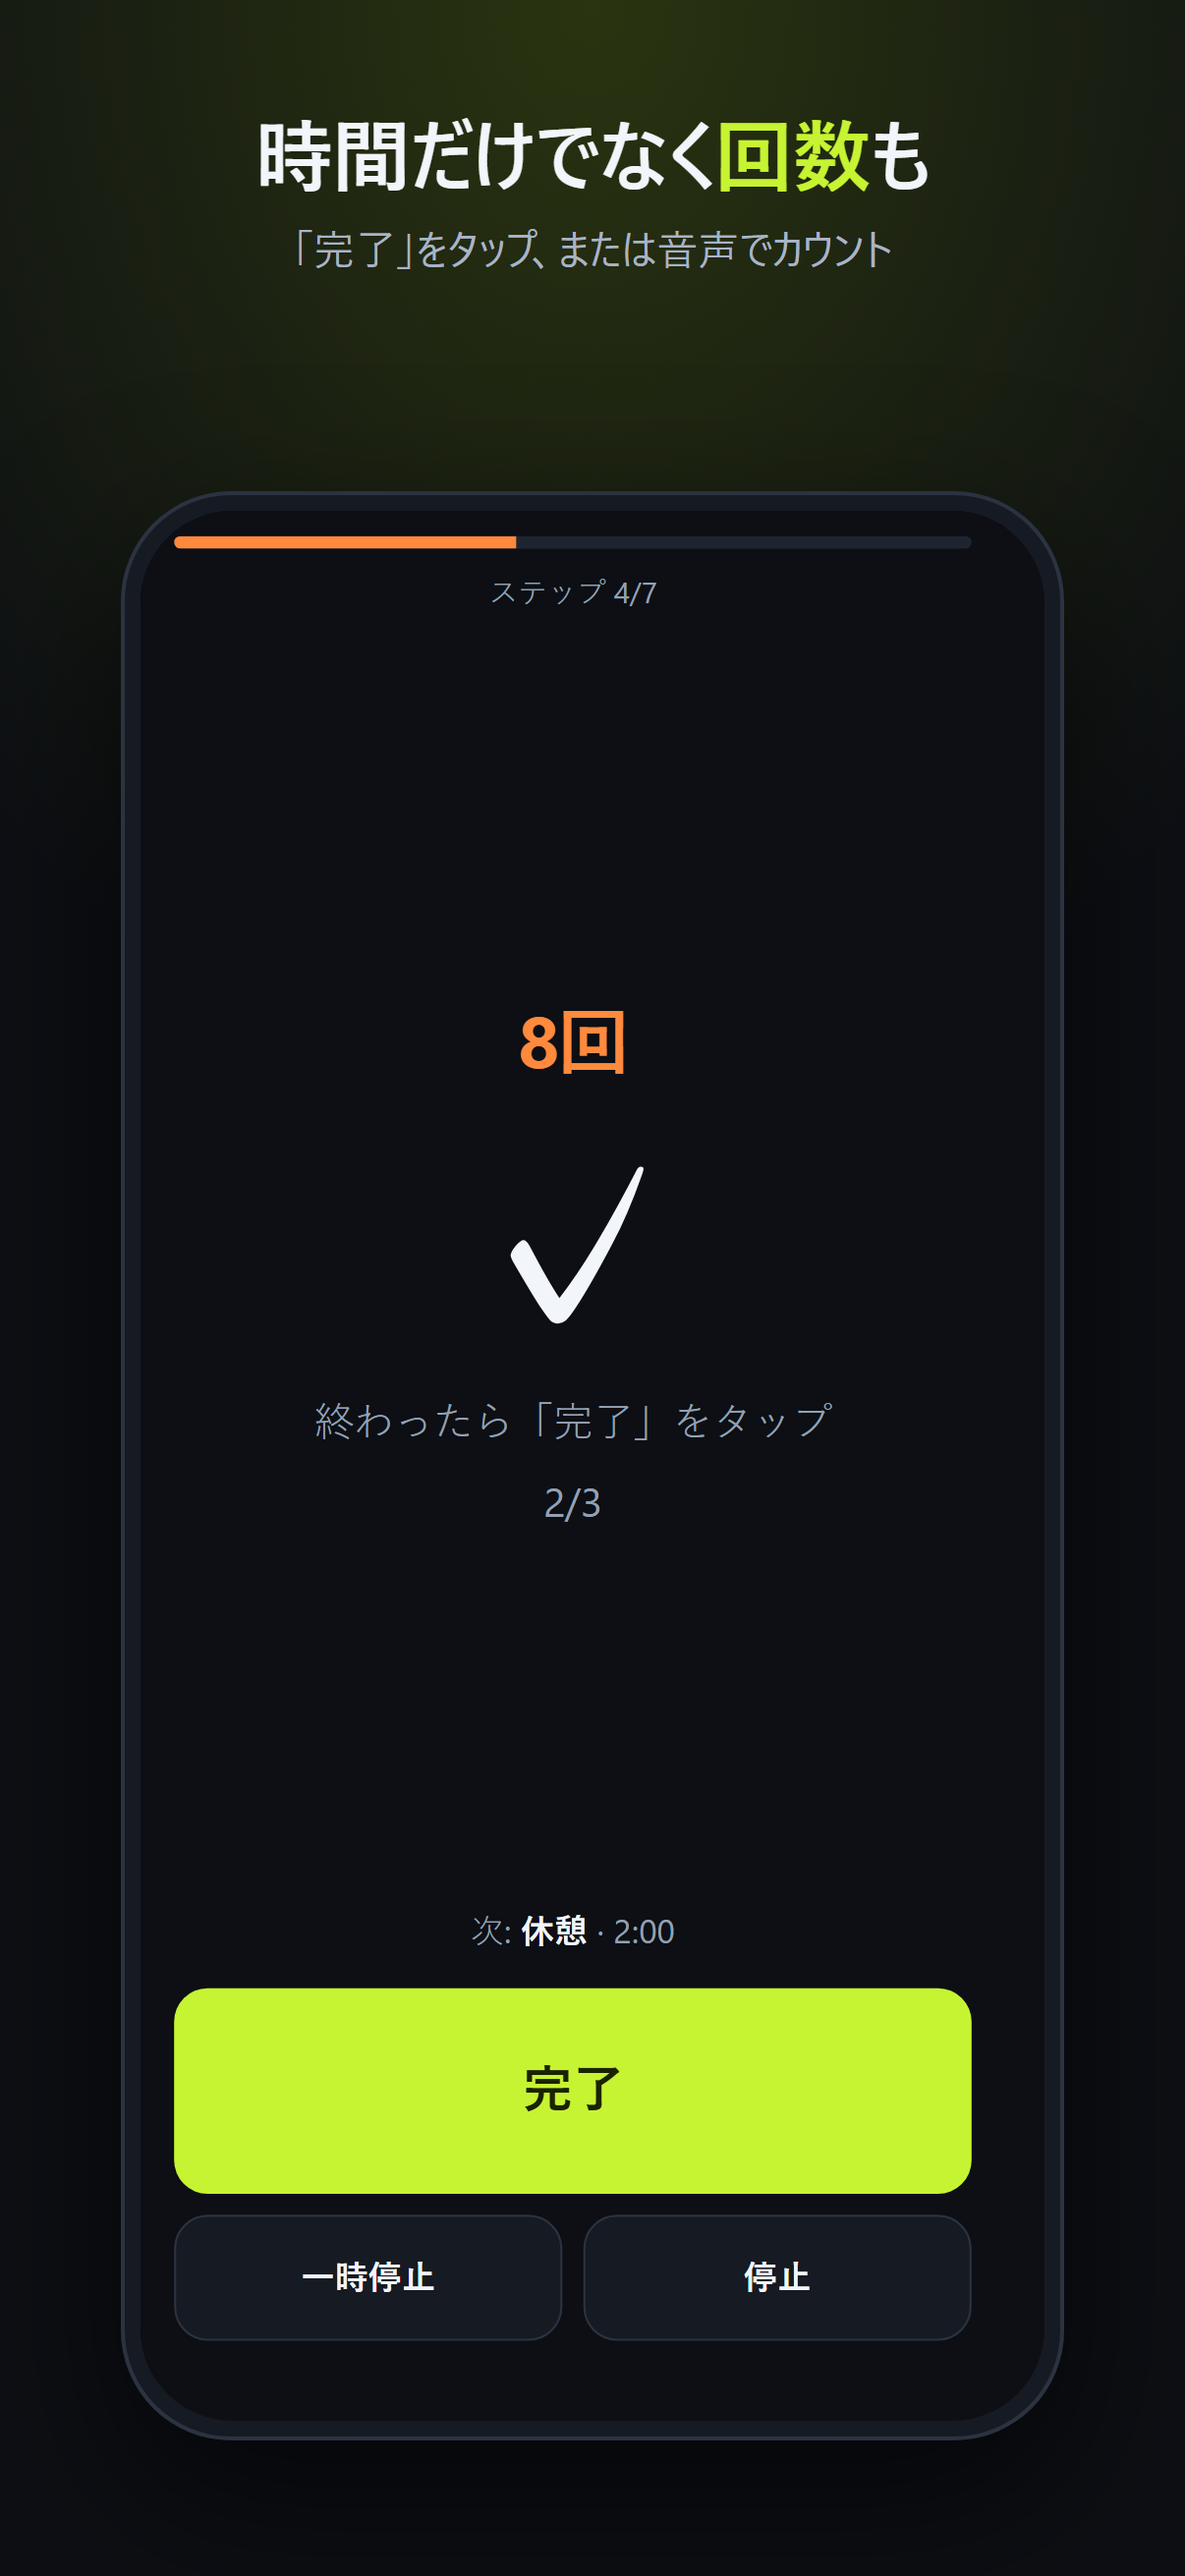 時間だけでなく回数も
「完了」をタップ、または音声でカウント
ステップ 4/7
8回
終わったら「完了」をタップ
2/3
次: 休憩 · 2:00
完了
一時停止
停止